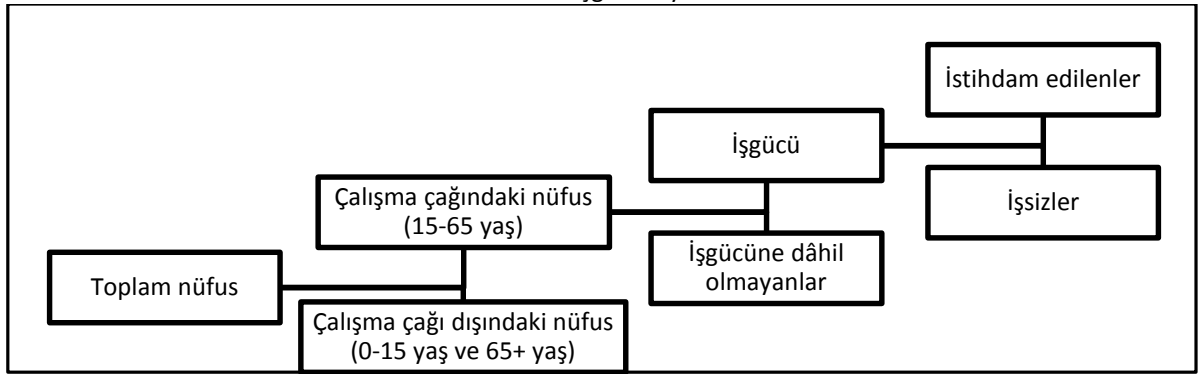 İstihdam edilenler
İşgücü
İşsizler
Çalışma çağındaki nüfus
(15-65 yaş)
İşgücüne dâhil
olmayanlar
Toplam nüfus
Çalışma çağı dışındaki nüfus
(0-15 yaş ve 65+ yaş)